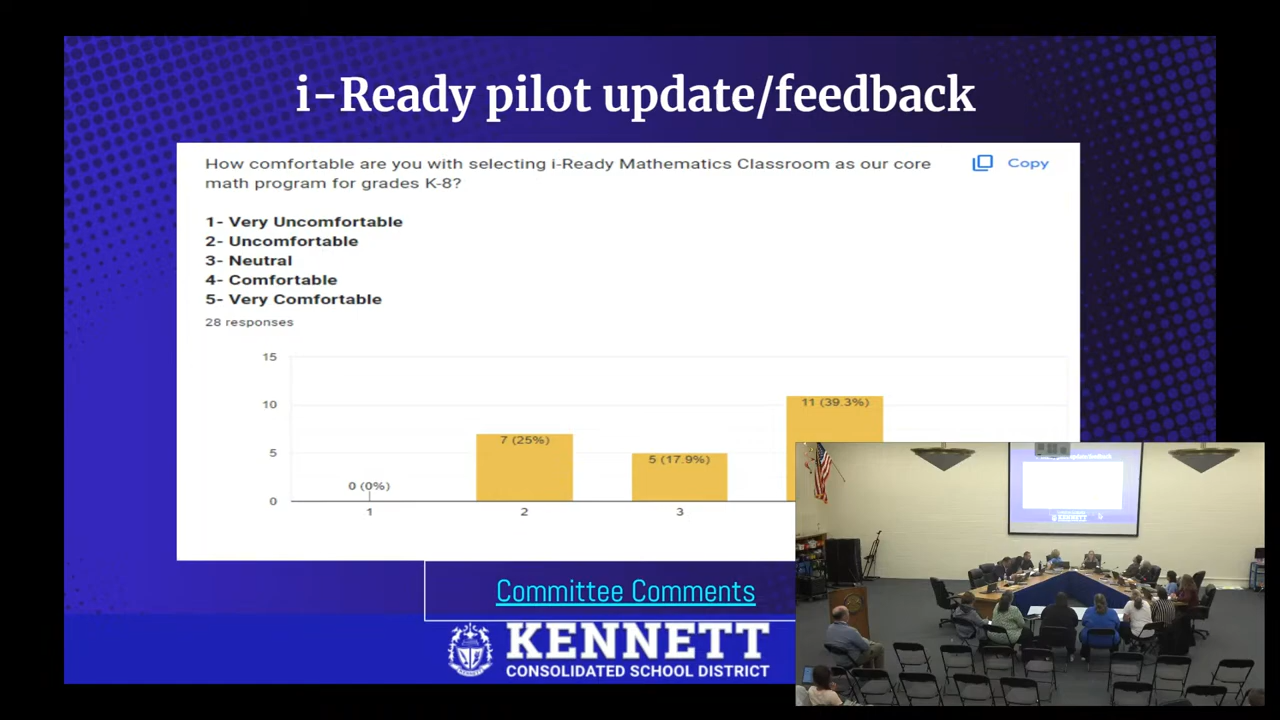 i-Ready pilot update/feedback
How comfortable are you with selecting i-Ready Mathematics Classroom as our core
math program for grades K-8?
Copy
1- Very Uncomfortable
2- Uncomfortable
3- Neutral
4- Comfortable
5- Very Comfortable
28 responses
15
10
5
0
0 (0%)
7 (25%)
5 (17.9%)
11 (39.3%)
1
2
3
Committee Comments
KENNETT
CONSOLIDATED SCHOOL DISTRICT
update/feedback
KENNETT